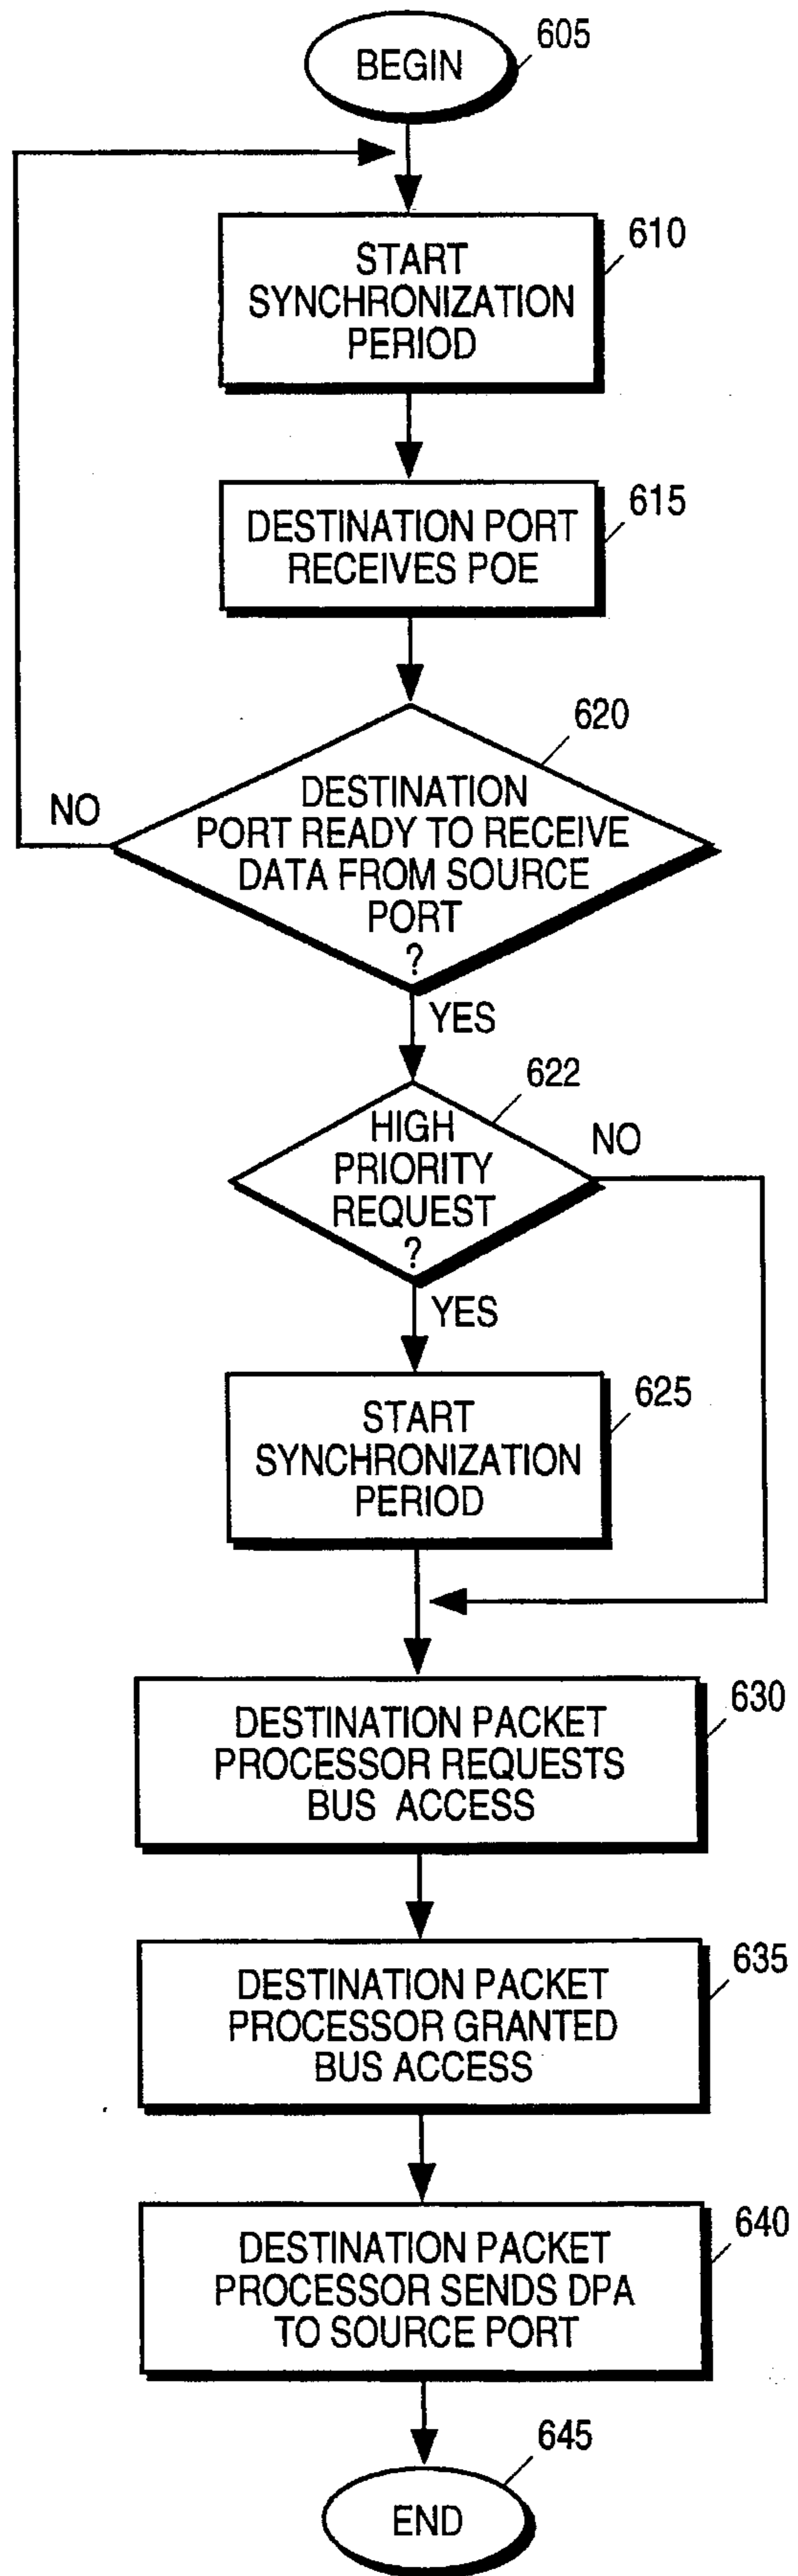 BEGIN
605
START
SYNCHRONIZATION
PERIOD
610
DESTINATION PORT
RECEIVES POE
615
DESTINATION
PORT READY TO RECEIVE
DATA FROM SOURCE
PORT
?
620
NO
YES
HIGH
PRIORITY
REQUEST
?
622
NO
YES
START
SYNCHRONIZATION
PERIOD
625
DESTINATION PACKET
PROCESSOR REQUESTS
BUS ACCESS
630
DESTINATION PACKET
PROCESSOR GRANTED
BUS ACCESS
635
DESTINATION PACKET
PROCESSOR SENDS DPA
TO SOURCE PORT
640
END
645